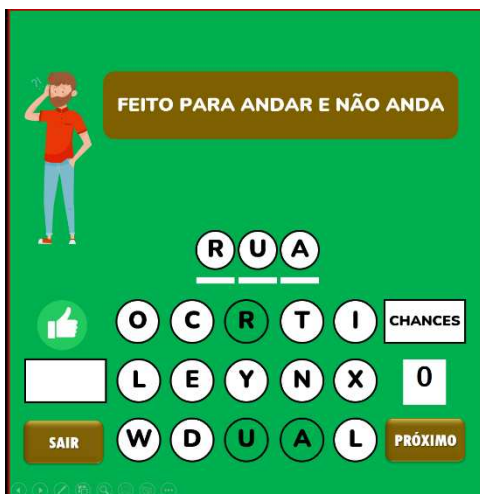 FEITO PARA ANDAR E NÃO ANDA
R U A
O C R T I CHANCES
L E Y N X 0
SAIR W D U A L PRÓXIMO